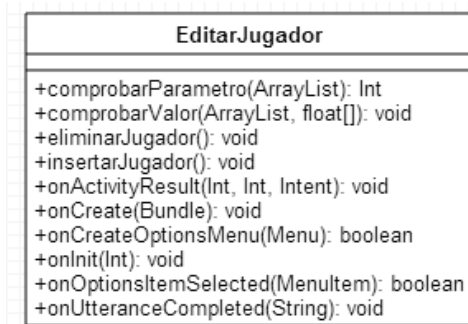 EditarJugador
+comprobarParametro(ArrayList): Int
+comprobarValor(ArrayList, float[]): void
+eliminarJugador(): void
+insertarJugador(): void
+onActivityResult(Int, Int, Intent): void
+onCreate(Bundle): void
+onCreateOptionsMenu(Menu): boolean
+onInit(Int): void
+onOptionsItemSelected(MenuItem): boolean
+onUtteranceCompleted(String): void